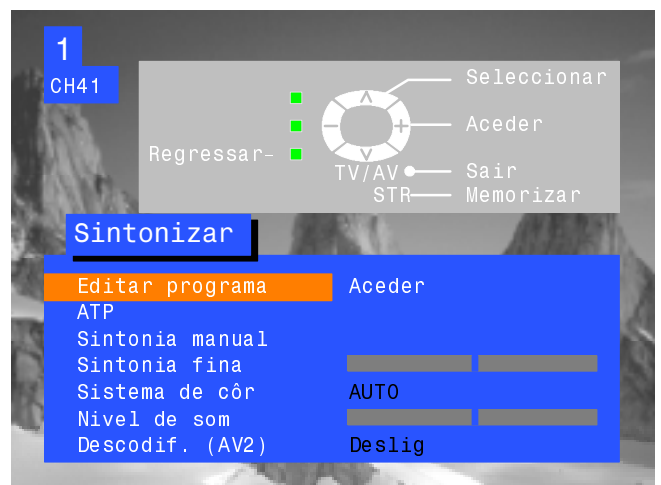 1
CH41
Seleccionar
Aceder
Regressar-
TV/AV Sair
STR Memorizar
Sintonizar
Editar programa Aceder
ATP
Sintonia manual
Sintonia fina
Sistema de côr AUTO
Nivel de som
Descodif. (AV2) Deslig